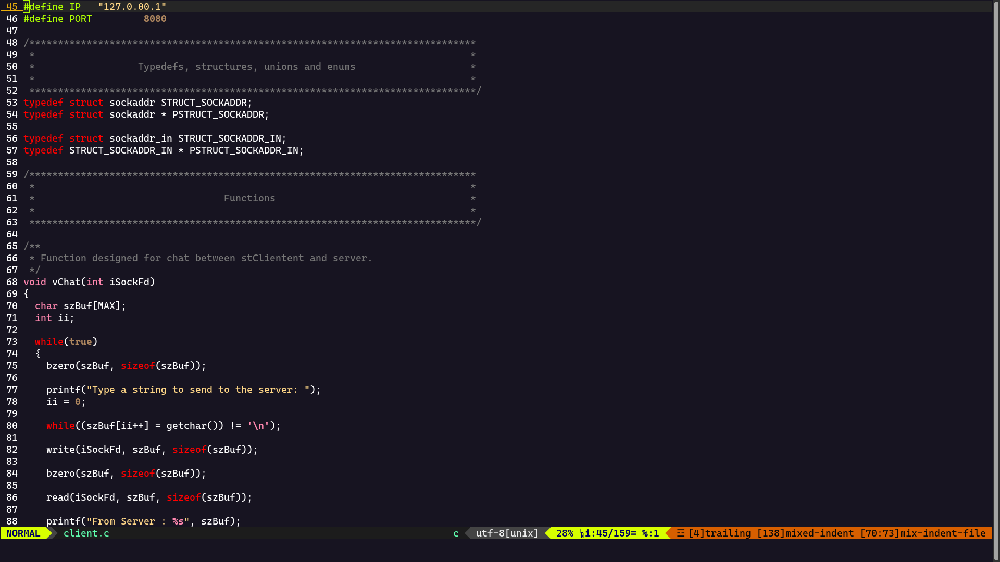 45 #define IP   "127.0.00.1"
46 #define PORT         8080
47
48 /******************************************************************************
49  *                                                                            *
50  *                  Typedefs, structures, unions and enums                    *
51  *                                                                            *
52  ******************************************************************************/
53 typedef struct sockaddr STRUCT_SOCKADDR;
54 typedef struct sockaddr * PSTRUCT_SOCKADDR;
55
56 typedef struct sockaddr_in STRUCT_SOCKADDR_IN;
57 typedef STRUCT_SOCKADDR_IN * PSTRUCT_SOCKADDR_IN;
58
59 /******************************************************************************
60  *                                                                            *
61  *                                 Functions                                  *
62  *                                                                            *
63  ******************************************************************************/
64
65 /**
66  * Function designed for chat between stClientent and server.
67  */
68 void vChat(int iSockFd)
69 {
70   char szBuf[MAX];
71   int ii;
72
73   while(true)
74   {
75     bzero(szBuf, sizeof(szBuf));
76
77     printf("Type a string to send to the server: ");
78     ii = 0;
79
80     while((szBuf[ii++] = getchar()) != '\n');
81
82     write(iSockFd, szBuf, sizeof(szBuf));
83
84     bzero(szBuf, sizeof(szBuf));
85
86     read(iSockFd, szBuf, sizeof(szBuf));
87
88     printf("From Server : %s", szBuf);
NORMAL client.c c utf-8[unix] 28% ␤i:45/159≡ %:1 ☲ [4]trailing [138]mixed-indent [70:73]mix-indent-file